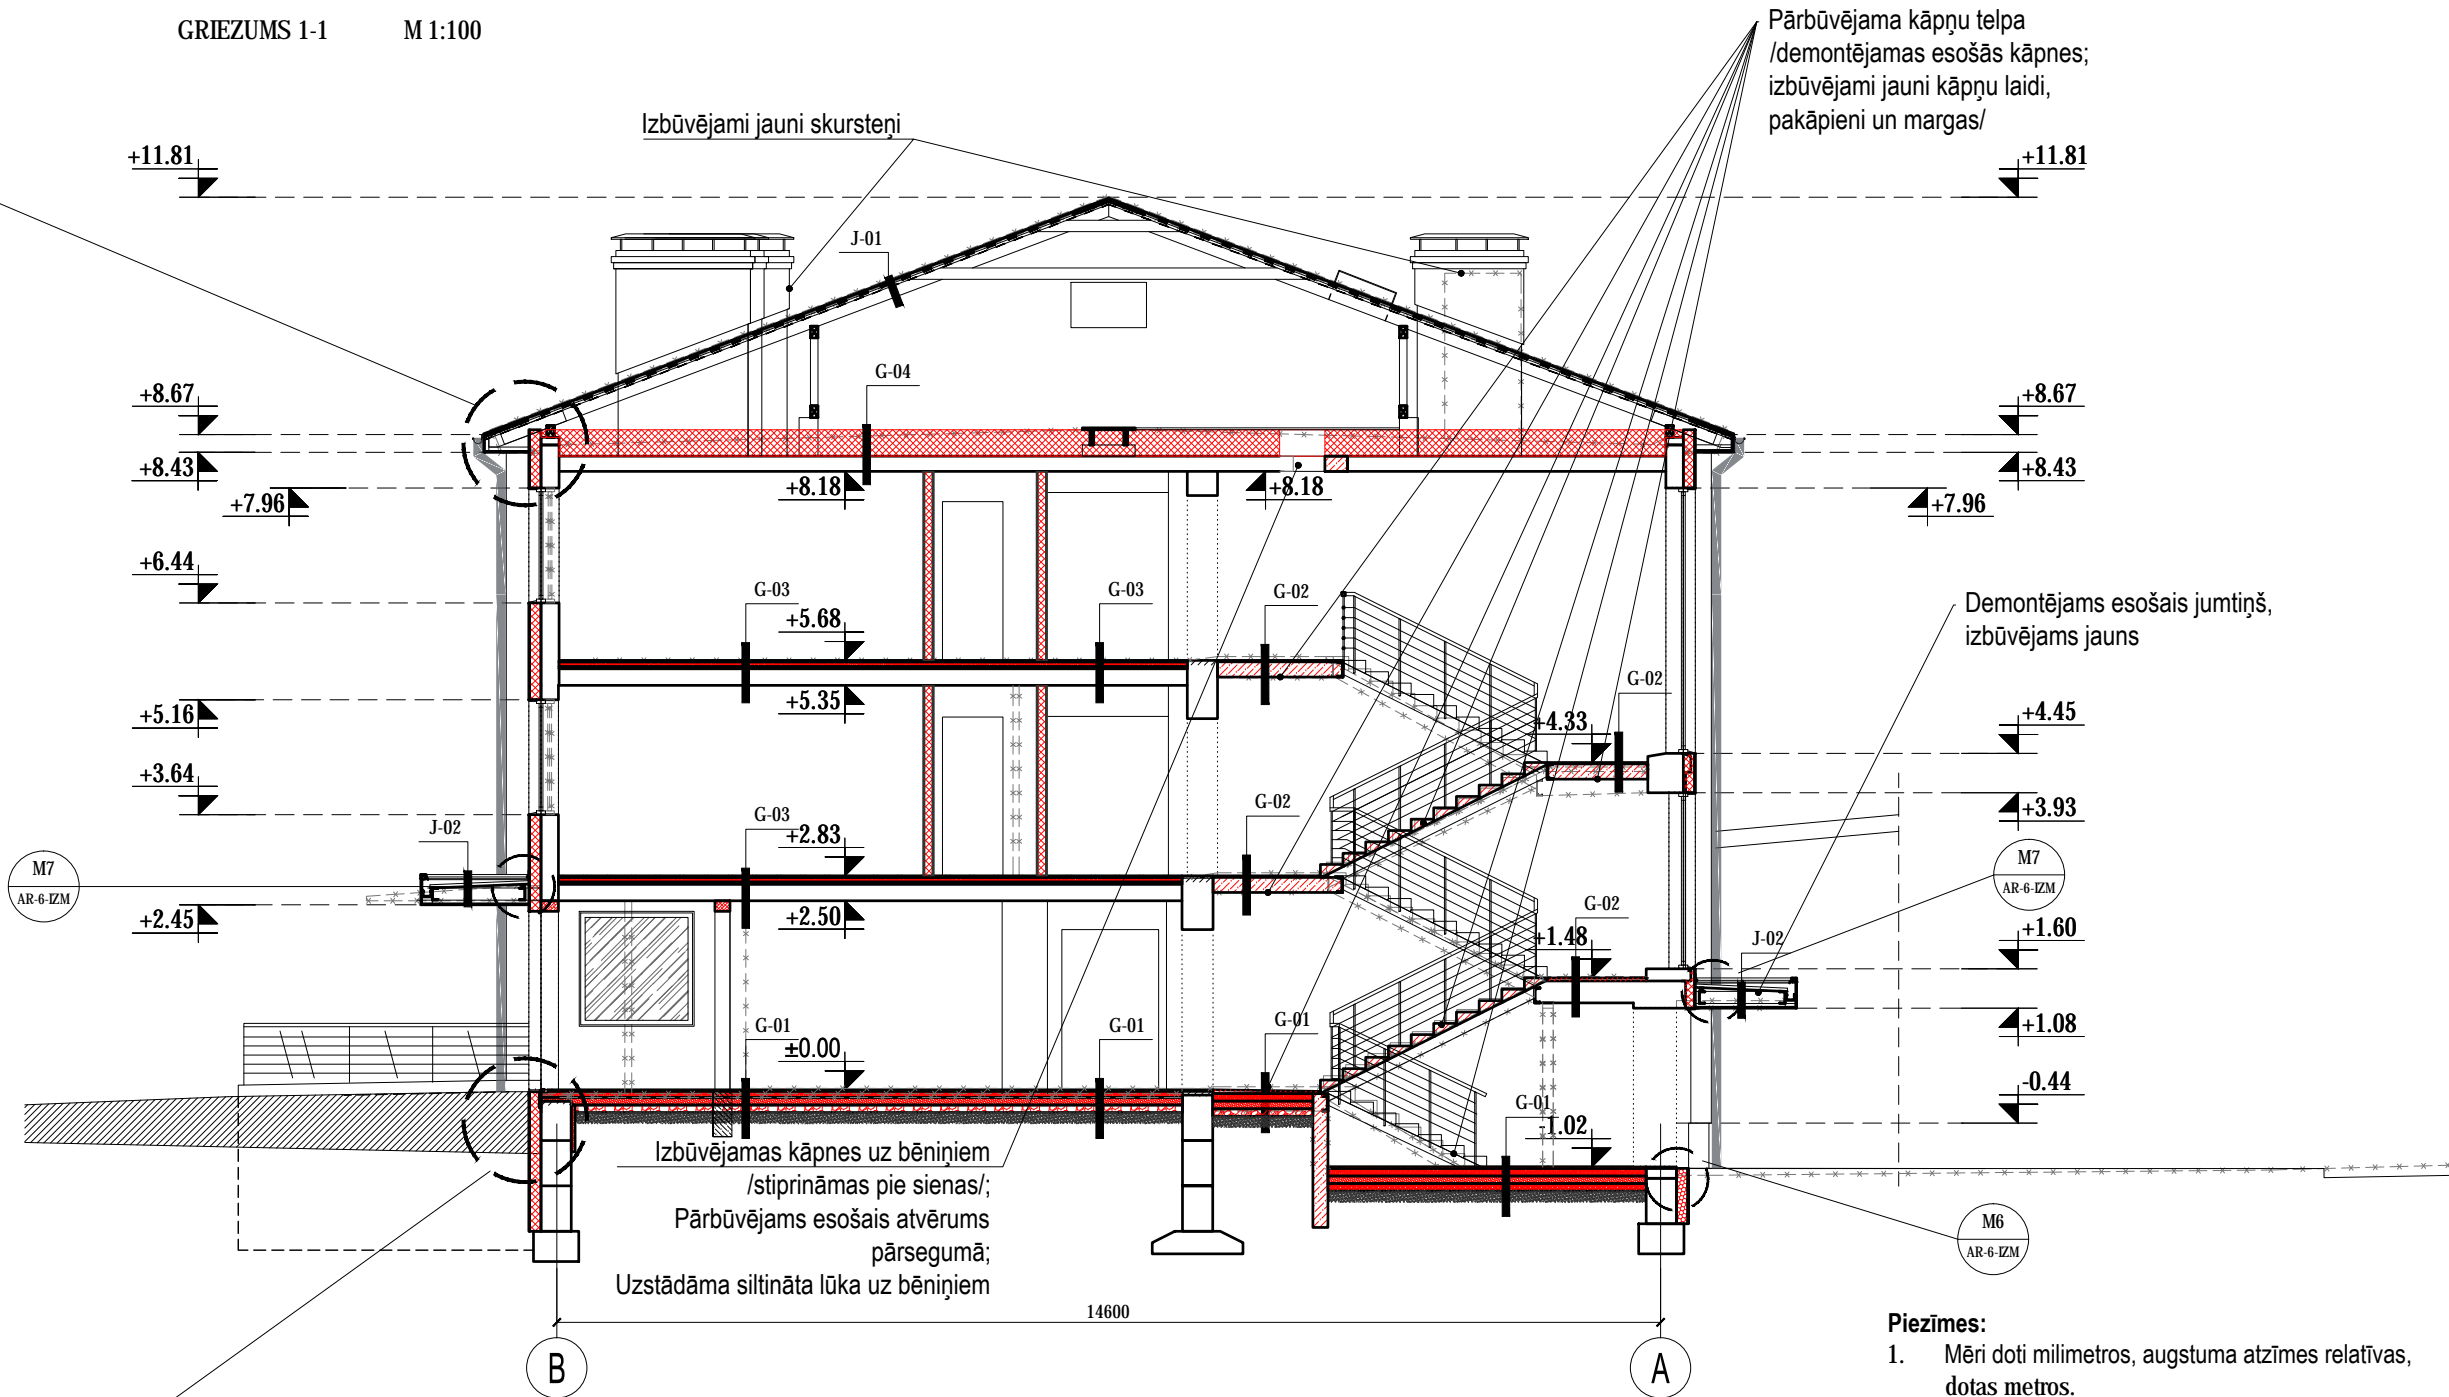 GRIEZUMS 1-1 M 1:100
Pārbūvējama kāpņu telpa
/demontējamas esošās kāpnes;
izbūvējami jauni kāpņu laidi,
pakāpieni un margas/
Izbūvējami jauni skursteņi
+11.81
+11.81
J-01
G-04
+8.67
+8.67
+8.43
+8.43
+8.18
+8.18
+7.96
+7.96
+6.44
G-03
G-03
G-02
+5.68
Demontējams esošais jumtiņš,
izbūvējams jauns
G-02
+5.35
+5.16
+4.33
+4.45
+3.64
G-02
+3.93
J-02
G-03
+2.83
M7
AR-6-IZM
M7
AR-6-IZM
+2.45
+2.50
G-02
+1.48
J-02
+1.60
G-01
G-01
G-01
+1.08
±0.00
-0.44
G-01
-1.02
Izbūvējamas kāpnes uz bēniņiem
/stiprināmas pie sienas/;
Pārbūvējams esošais atvērums
pārsegumā;
Uzstādāma siltināta lūka uz bēniņiem
M6
AR-6-IZM
14600
B
A
Piezīmes:
1. Mēri doti milimetros, augstuma atzīmes relatīvas,
dotas metros.